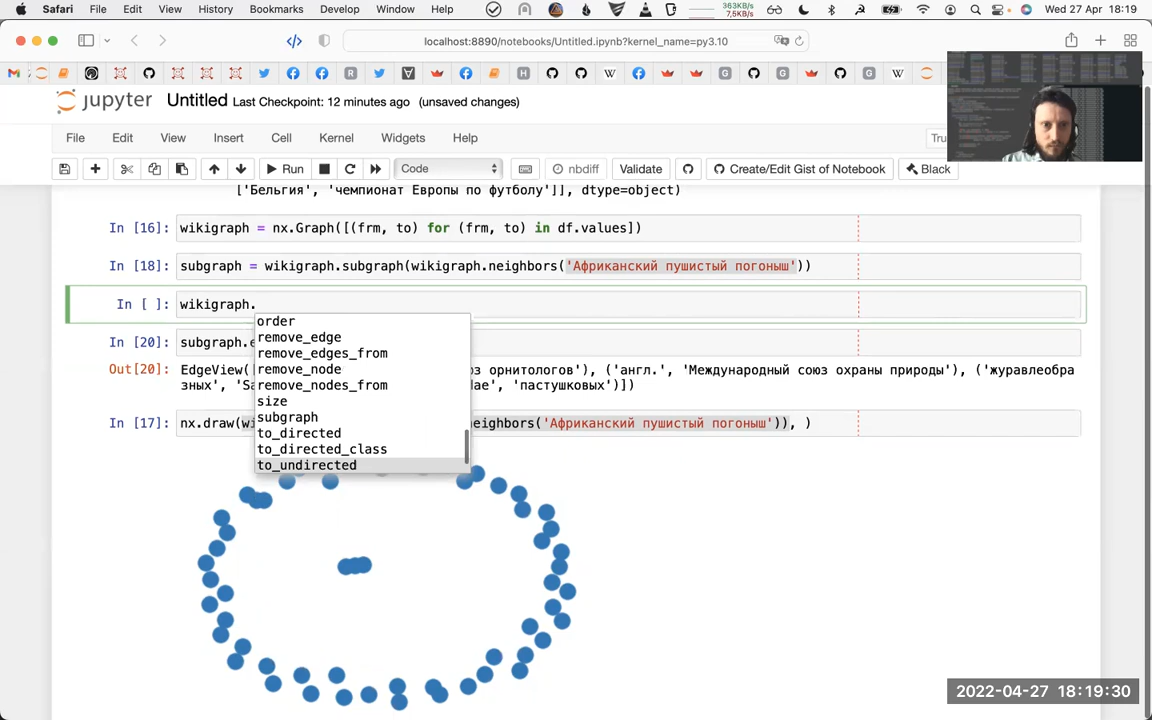 Safari File Edit View History Bookmarks Develop Window Help 363KB/s 7,5KB/s Wed 27 Apr 18:19
localhost:8890/notebooks/Untitled.ipynb?kernel_name=py3.10
jupyter Untitled Last Checkpoint: 12 minutes ago (unsaved changes)
File Edit View Insert Cell Kernel Widgets Help Tru
Run Code nbdiff Validate Create/Edit Gist of Notebook Black
['Бельгия', 'чемпионат Европы по футболу']], dtype=object)
In [16]: wikigraph = nx.Graph([(frm, to) for (frm, to) in df.values])
In [18]: subgraph = wikigraph.subgraph(wikigraph.neighbors('Африканский пушистый погоныш'))
In [ ]: wikigraph.
order
remove_edge
remove_edges_from
remove_node
remove_nodes_from
size
subgraph
to_directed
to_directed_class
to_undirected
In [20]: subgraph.e
Out[20]: EdgeView( оз орнитологов'), ('англ.', 'Международный союз охраны природы'), ('журавлеобра
зных', 'Sa dae', 'пастушковых')])
In [17]: nx.draw(wi neighbors('Африканский пушистый погоныш')), )
2022-04-27 18:19:30